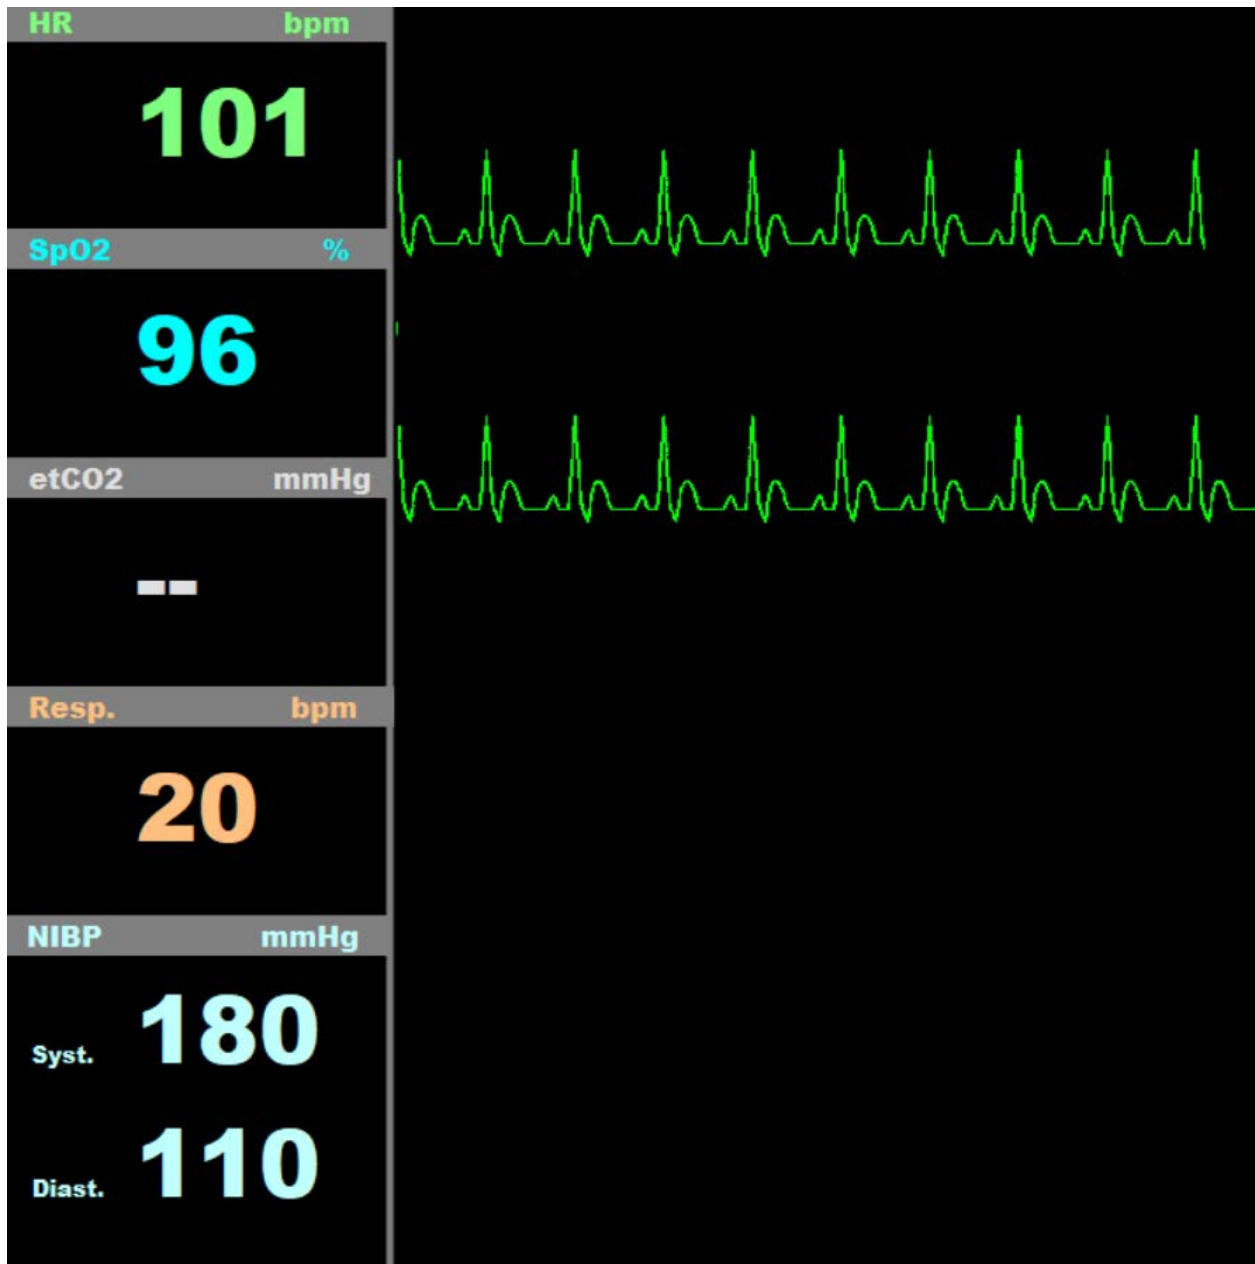 HR bpm
101
SpO2 %
96
etCO2 mmHg
--
Resp. bpm
20
NIBP mmHg
Syst. 180
Diast. 110